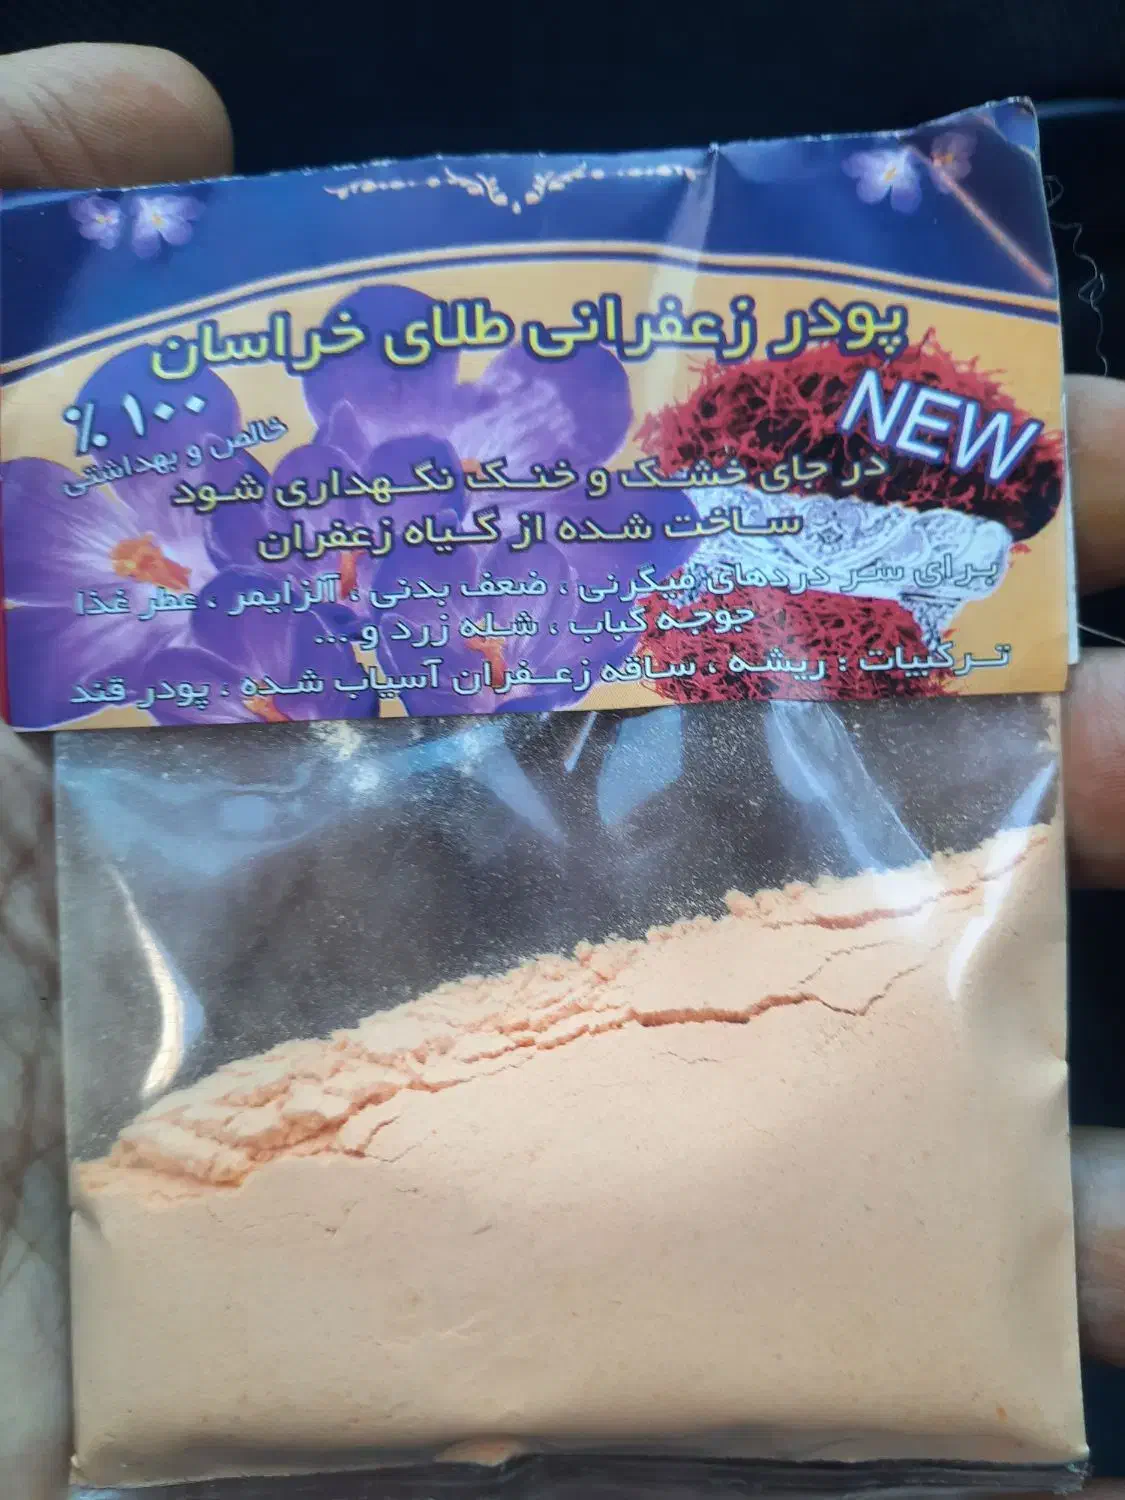 پودر زعفرانی طلای خراسان
NEW
٪ ۱۰۰
خالص و بهداشتی
در جای خشک و خنک نگهداری شود
ساخت شده از گیاه زعفران
برای سر دردهای میگرنی ، ضعف بدنی ، آلزایمر ، عطر غذا
جوجه کباب ، شله زرد و ...
ترکیبات : ریشه ، ساقه زعفران آسیاب شده ، پودر قند